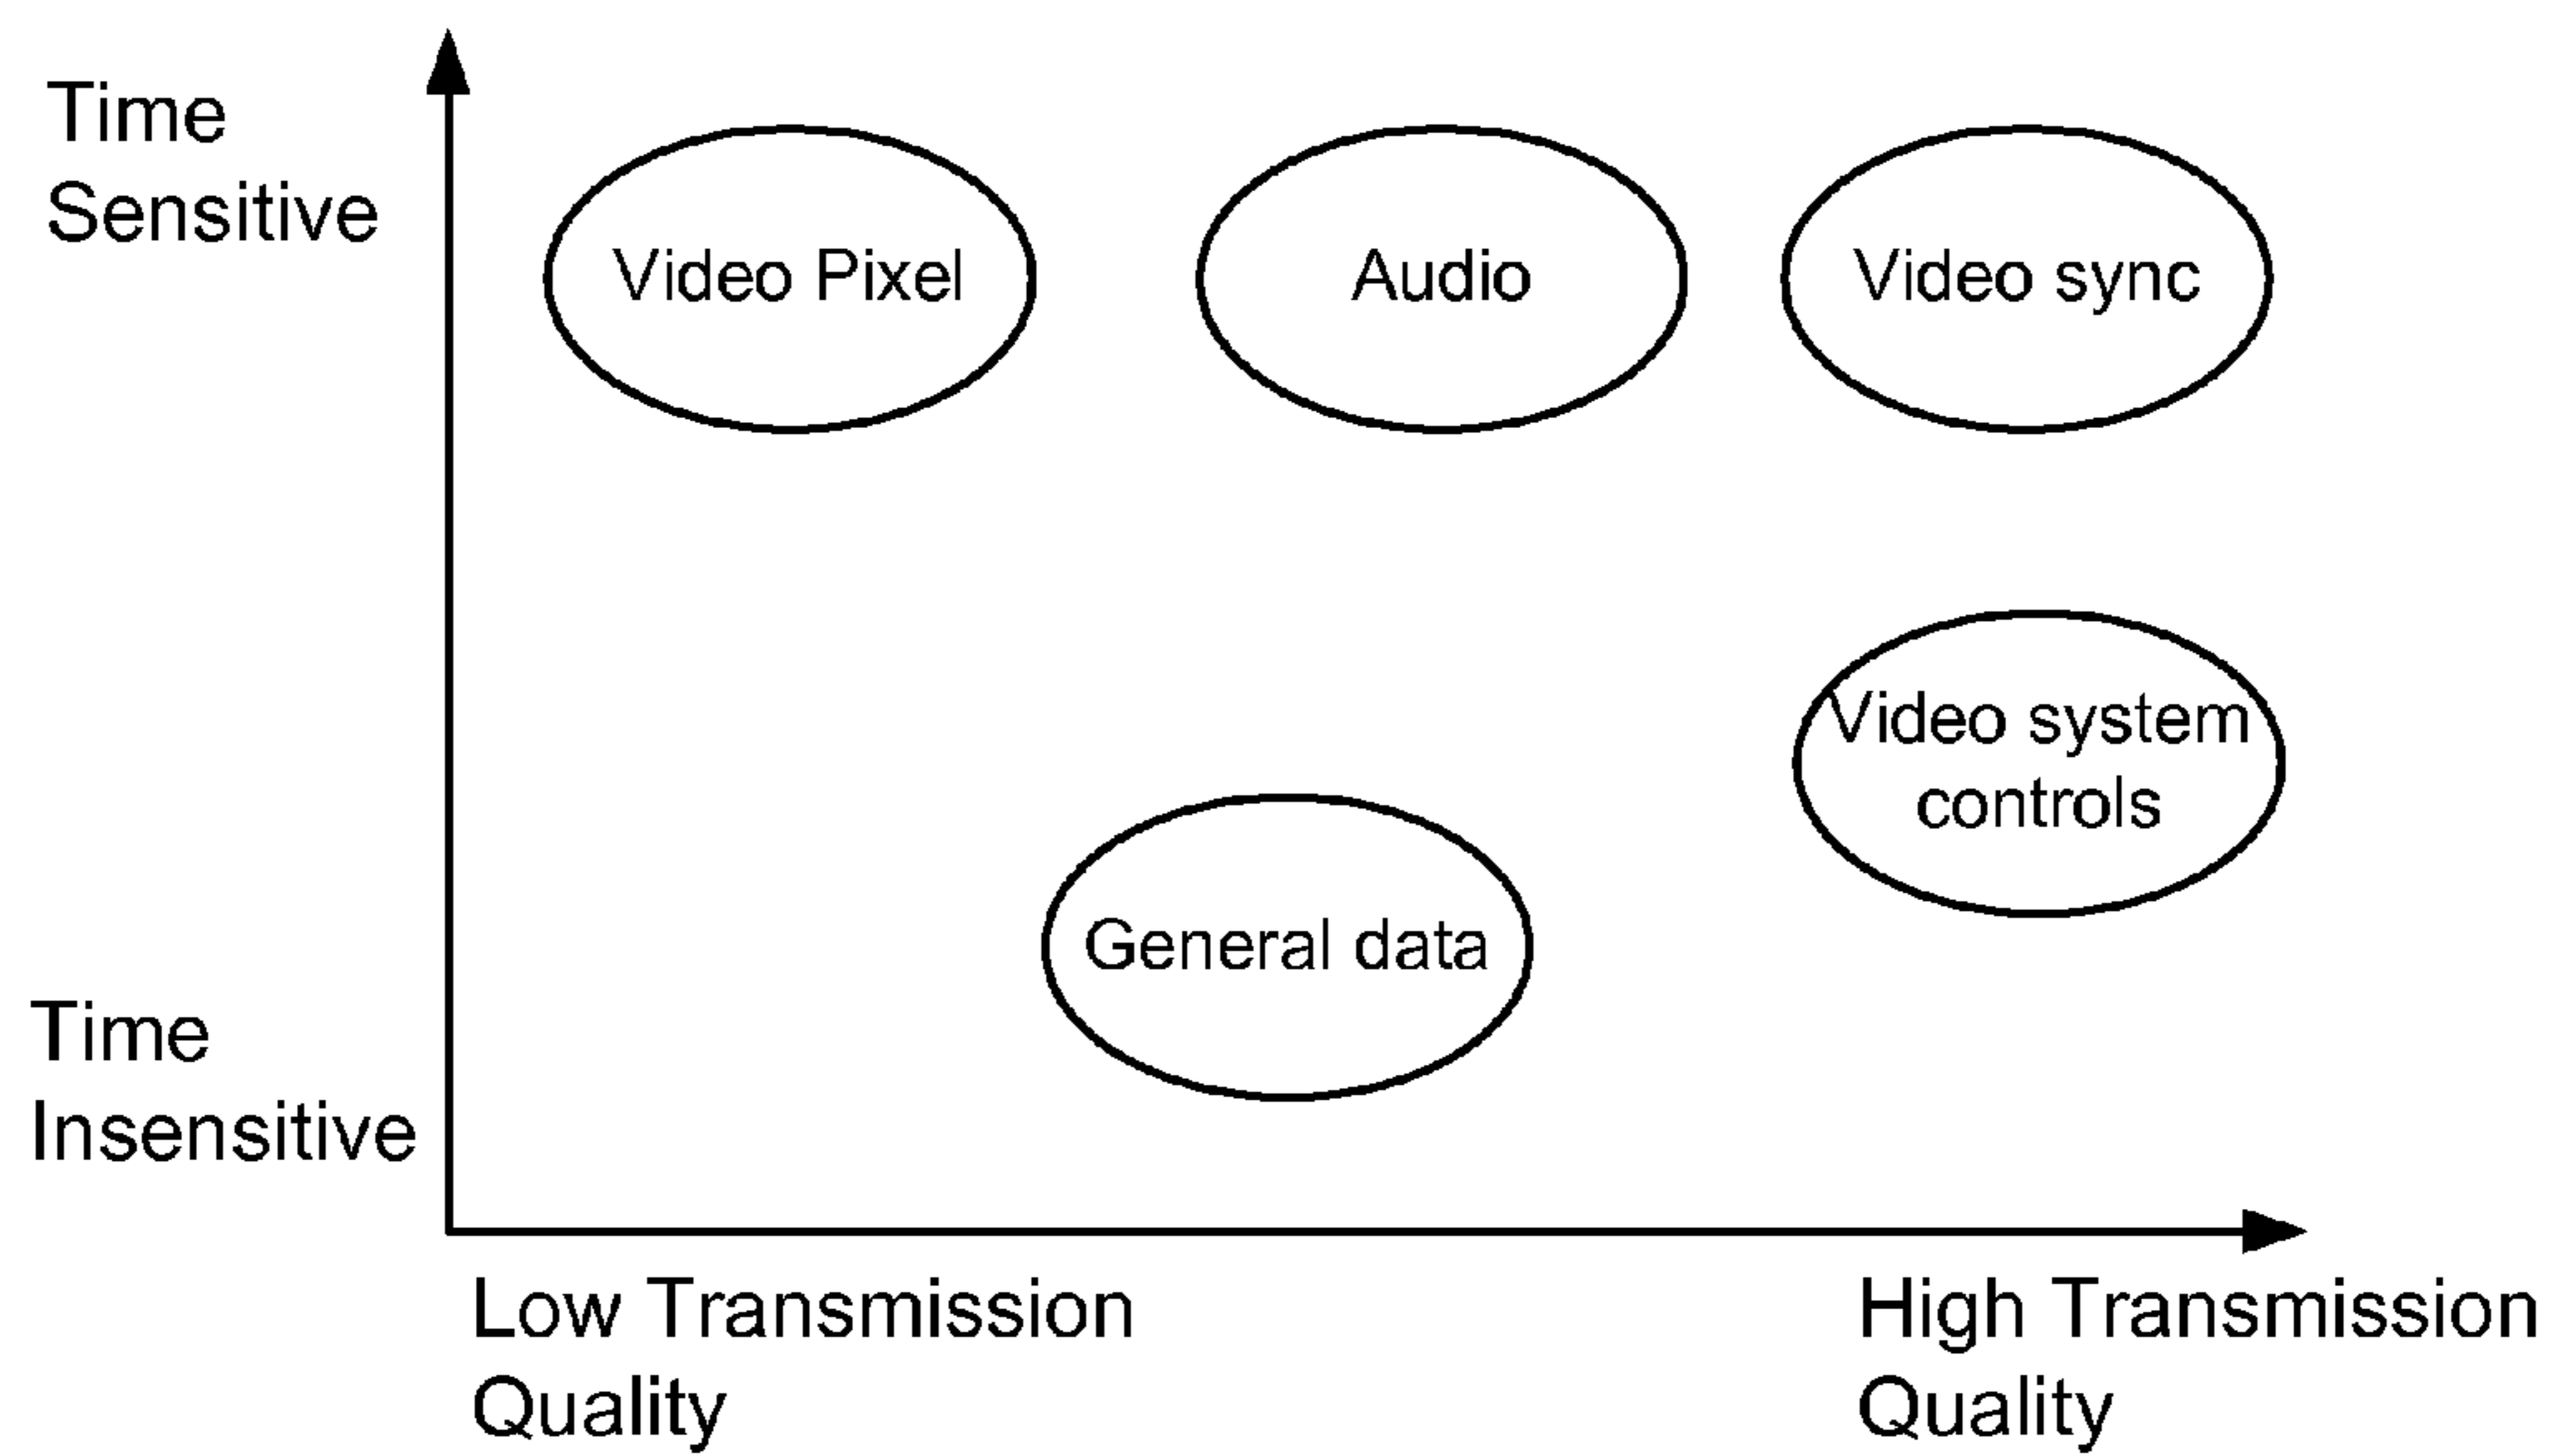 Time
Sensitive
Video Pixel
Audio
Video sync
Video system
controls
General data
Time
Insensitive
Low Transmission
Quality
High Transmission
Quality